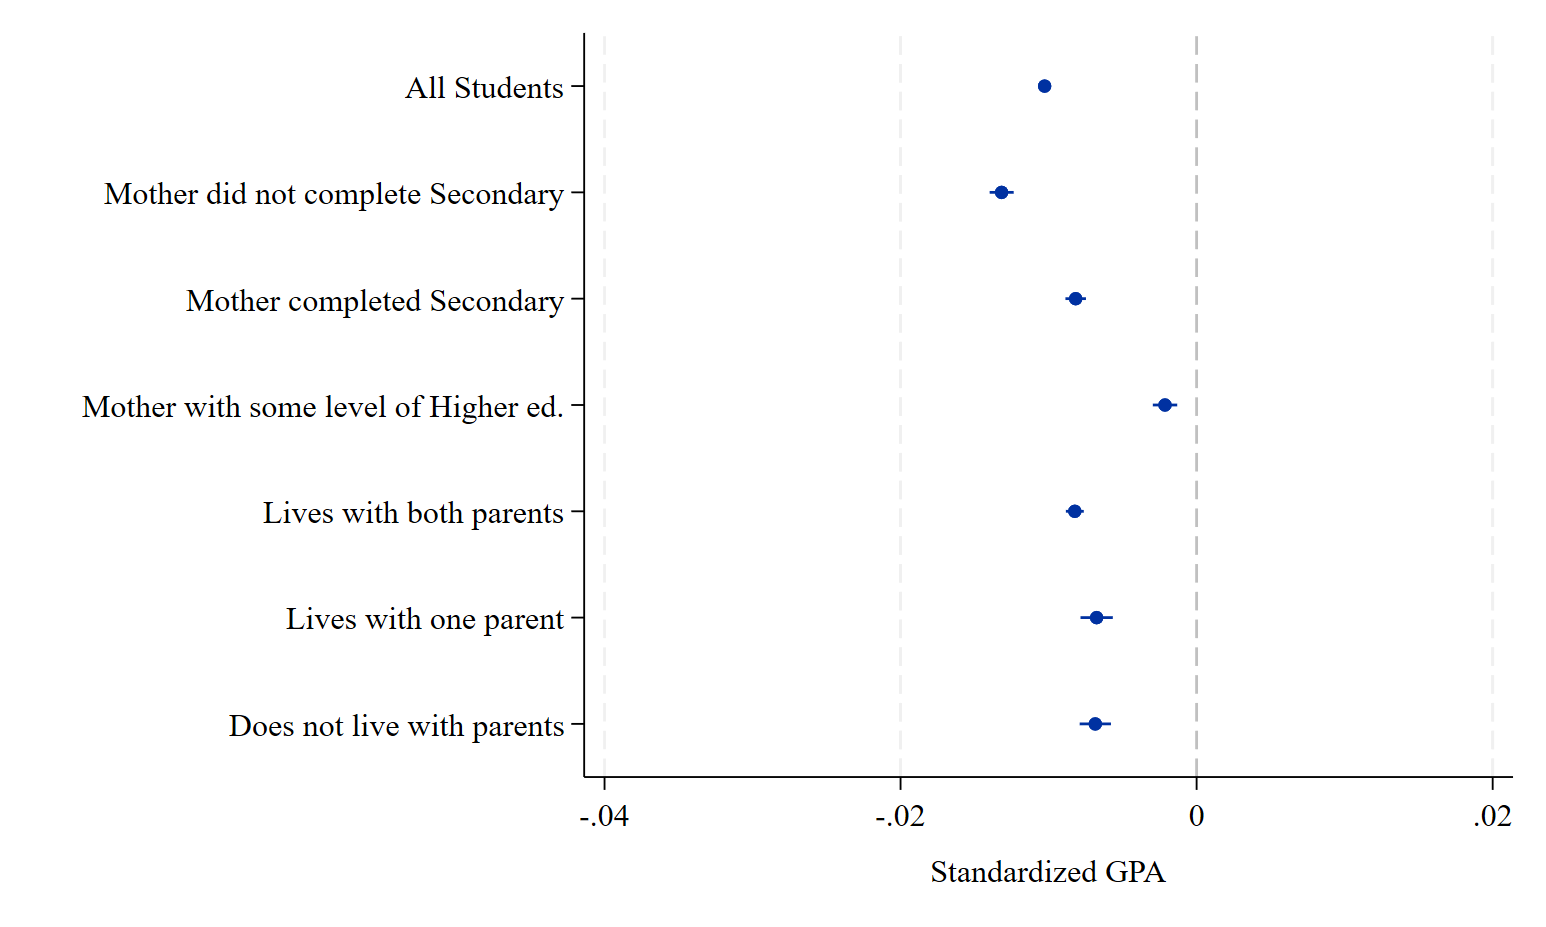 All Students
Mother did not complete Secondary
Mother completed Secondary
Mother with some level of Higher ed.
Lives with both parents
Lives with one parent
Does not live with parents
-.04 -.02 0 .02
Standardized GPA